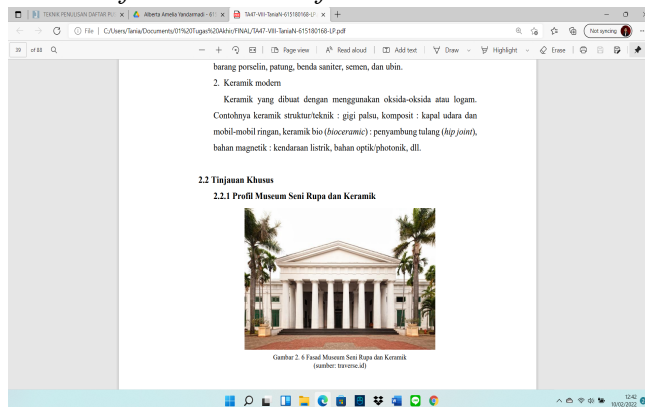 TEKNIK PENULISAN DAFTAR PU
Alberta Amelia Yandarmadi - 61
TA47-VIII-TaniaN-615180168-LP
File
C:/Users/Tania/Documents/01%20Tugas%20Akhir/FINAL/TA47-VIII-TaniaN-615180168-LP.pdf
Not syncing
39 of 88
Page view
Read aloud
Add text
Draw
Highlight
Erase
barang porselin, patung, benda saniter, semen, dan ubin.
2. Keramik modern
Keramik yang dibuat dengan menggunakan oksida-oksida atau logam.
Contohnya keramik struktur/teknik : gigi palsu, komposit : kapal udara dan
mobil-mobil ringan, keramik bio (bioceramic) : penyambung tulang (hip joint),
bahan magnetik : kendaraan listrik, bahan optik/photonik, dll.
2.2 Tinjauan Khusus
2.2.1 Profil Museum Seni Rupa dan Keramik
Gambar 2. 6 Fasad Museum Seni Rupa dan Keramik
(sumber: traverse.id)
12:42
10/02/2022